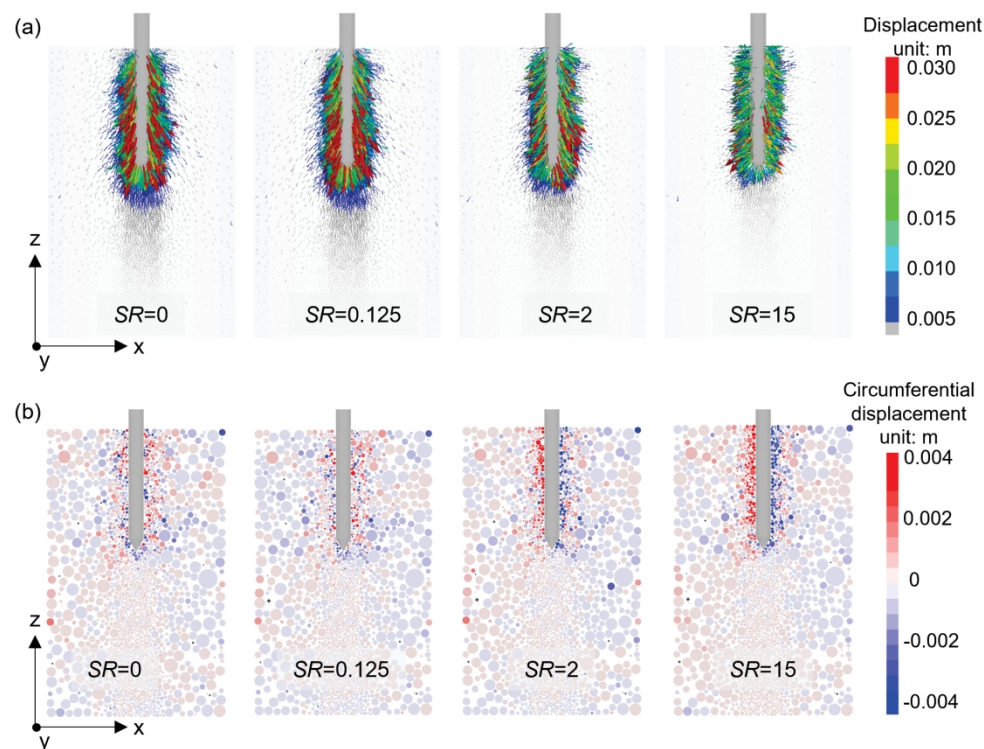 (a)
Displacement
unit: m
0.030
0.025
0.020
0.015
0.010
0.005
z
x
y
SR=0
SR=0.125
SR=2
SR=15
(b)
Circumferential
displacement
unit: m
0.004
0.002
0
-0.002
-0.004
z
x
y
SR=0
SR=0.125
SR=2
SR=15